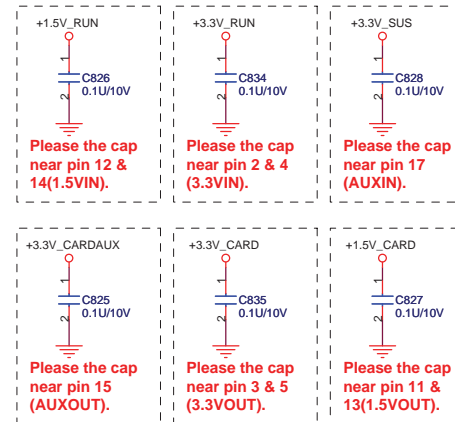 +1.5V_RUN
1
C826
0.1U/10V
2
Please the cap
near pin 12 &
14(1.5VIN).
+3.3V_RUN
1
C834
0.1U/10V
2
Please the cap
near pin 2 & 4
(3.3VIN).
+3.3V_SUS
1
C828
0.1U/10V
2
Please the cap
near pin 17
(AUXIN).
+3.3V_CARDAUX
1
C825
0.1U/10V
2
Please the cap
near pin 15
(AUXOUT).
+3.3V_CARD
1
C835
0.1U/10V
2
Please the cap
near pin 3 & 5
(3.3VOUT).
+1.5V_CARD
1
C827
0.1U/10V
2
Please the cap
near pin 11 &
13(1.5VOUT).